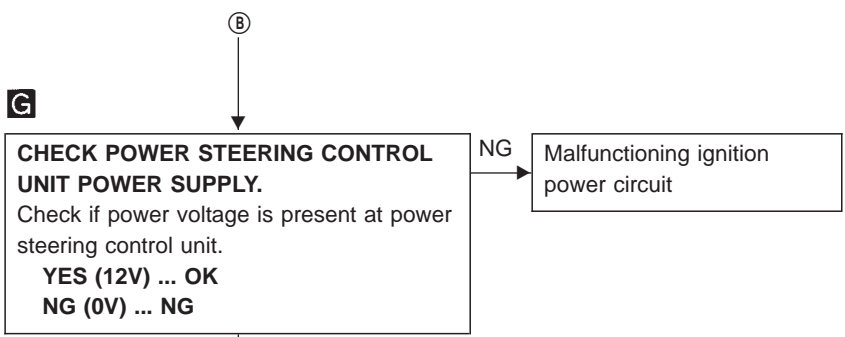 Ⓑ
G
CHECK POWER STEERING CONTROL
UNIT POWER SUPPLY.
Check if power voltage is present at power
steering control unit.
YES (12V) ... OK
NG (0V) ... NG
NG
Malfunctioning ignition
power circuit